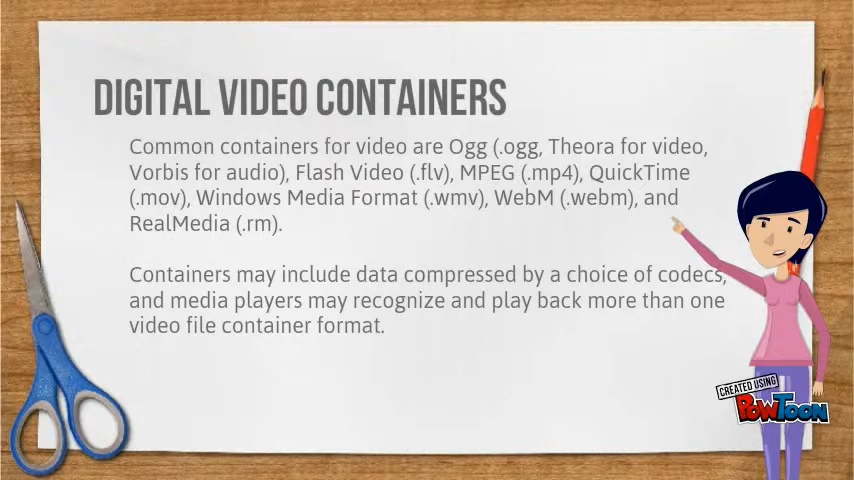 DIGITAL VIDEO CONTAINERS
Common containers for video are Ogg (.ogg, Theora for video,
Vorbis for audio), Flash Video (.flv), MPEG (.mp4), QuickTime
(.mov), Windows Media Format (.wmv), WebM (.webm), and
RealMedia (.rm).
Containers may include data compressed by a choice of codecs,
and media players may recognize and play back more than one
video file container format.
CREATED USING
POWTOON